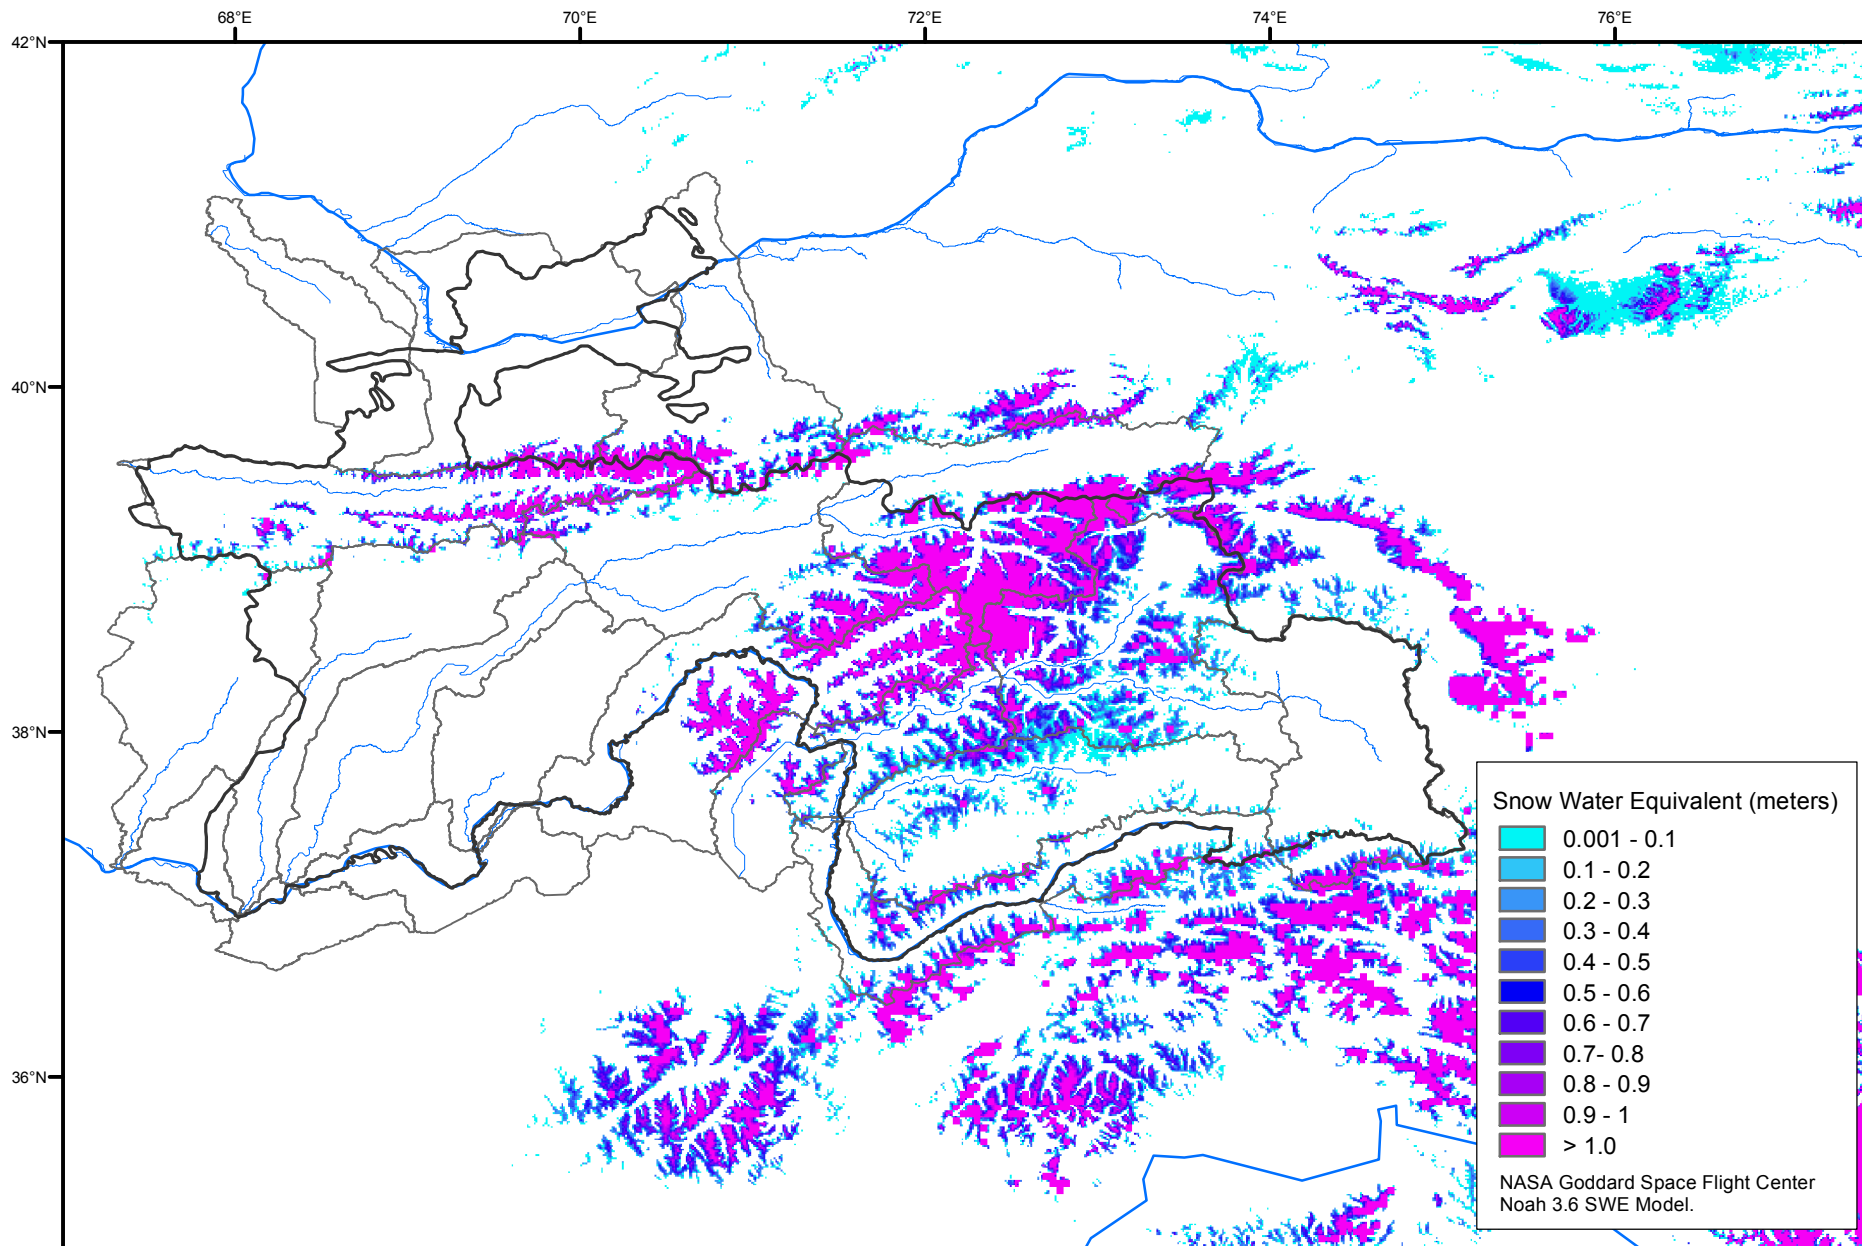 68°E 70°E 72°E 74°E 76°E
42°N
40°N
38°N
36°N
Snow Water Equivalent (meters)
0.001 - 0.1
0.1 - 0.2
0.2 - 0.3
0.3 - 0.4
0.4 - 0.5
0.5 - 0.6
0.6 - 0.7
0.7- 0.8
0.8 - 0.9
0.9 - 1
> 1.0
NASA Goddard Space Flight Center
Noah 3.6 SWE Model.